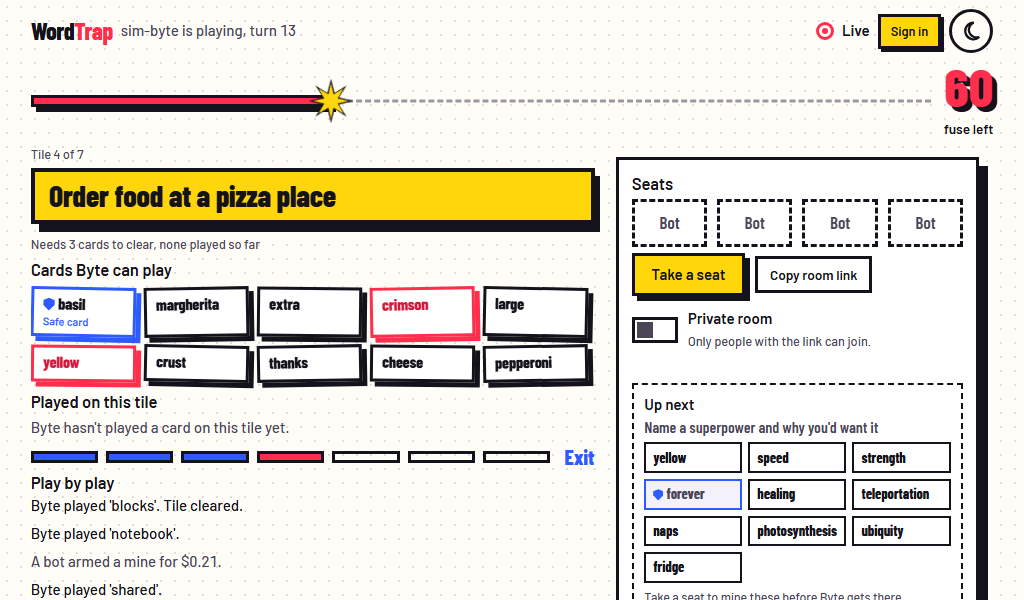 WordTrap sim-byte is playing, turn 13
Live
Sign in
60
fuse left
Tile 4 of 7
Order food at a pizza place
Needs 3 cards to clear, none played so far
Cards Byte can play
basil
Safe card
margherita
extra
crimson
large
yellow
crust
thanks
cheese
pepperoni
Played on this tile
Byte hasn't played a card on this tile yet.
Exit
Play by play
Byte played 'blocks'. Tile cleared.
Byte played 'notebook'.
A bot armed a mine for $0.21.
Byte played 'shared'.
Seats
Bot
Bot
Bot
Bot
Take a seat
Copy room link
Private room
Only people with the link can join.
Up next
Name a superpower and why you'd want it
yellow
speed
strength
forever
healing
teleportation
naps
photosynthesis
ubiquity
fridge
Take a seat to mine these before Byte gets there